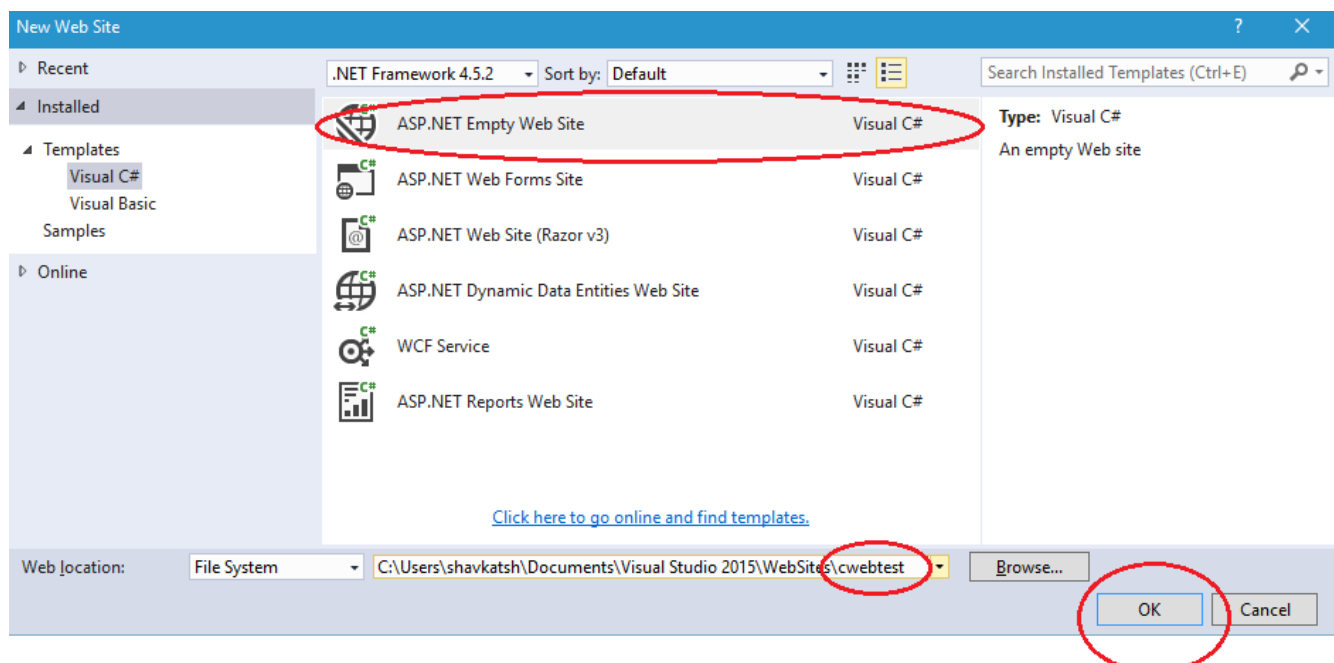 New Web Site ?
Recent
Installed
Templates
Visual C#
Visual Basic
Samples
Online
.NET Framework 4.5.2 Sort by: Default
Search Installed Templates (Ctrl+E)
C# ASP.NET Empty Web Site Visual C#
C# ASP.NET Web Forms Site Visual C#
C# @ ASP.NET Web Site (Razor v3) Visual C#
C# ASP.NET Dynamic Data Entities Web Site Visual C#
C# WCF Service Visual C#
C# ASP.NET Reports Web Site Visual C#
Click here to go online and find templates.
Type: Visual C#
An empty Web site
Web location: File System C:\Users\shavkatsh\Documents\Visual Studio 2015\WebSites\cwebtest Browse...
OK Cancel